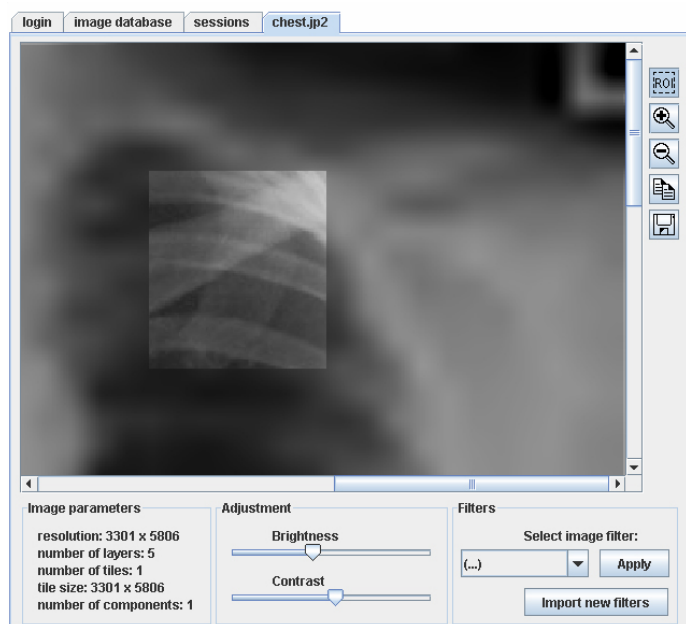 login
image database
sessions
chest.jp2
ROI
Image parameters
resolution: 3301 x 5806
number of layers: 5
number of tiles: 1
tile size: 3301 x 5806
number of components: 1
Adjustment
Brightness
Contrast
Filters
Select image filter:
(...)
Apply
Import new filters